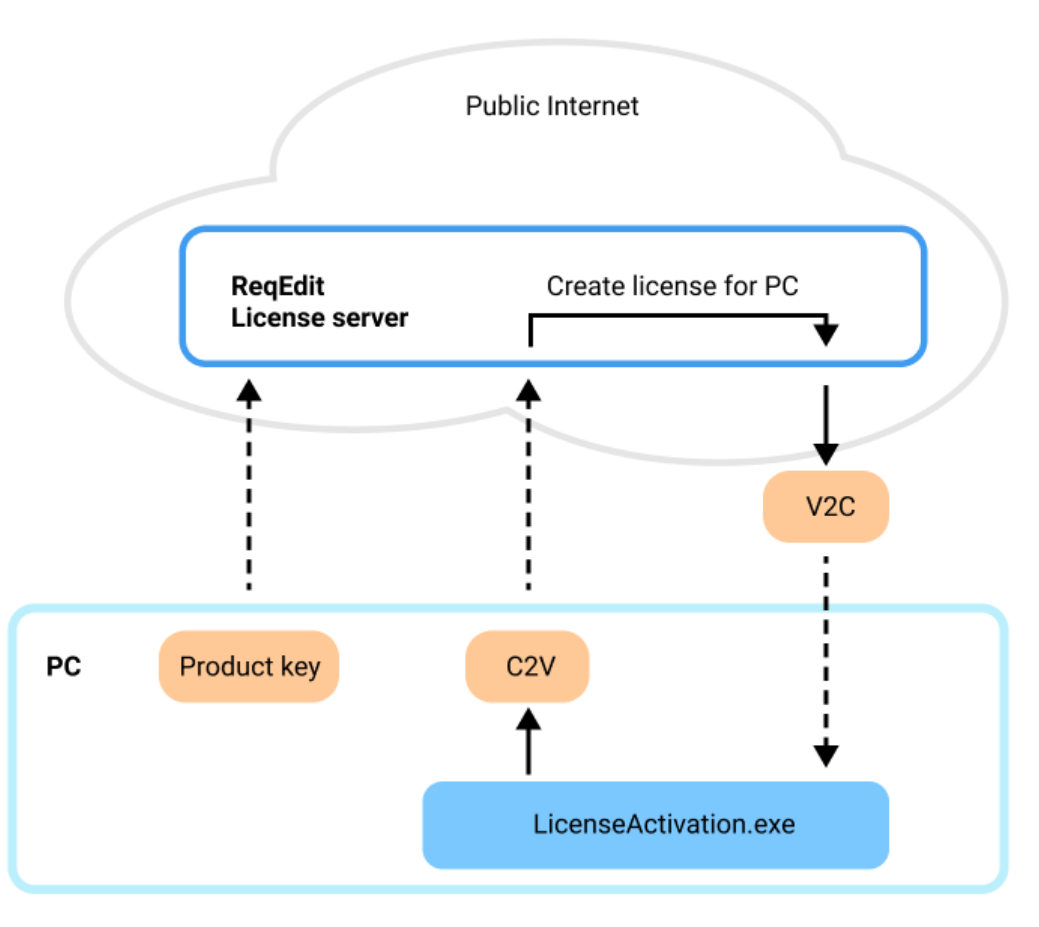 Public Internet
ReqEdit
License server
Create license for PC
V2C
PC
Product key
C2V
LicenseActivation.exe